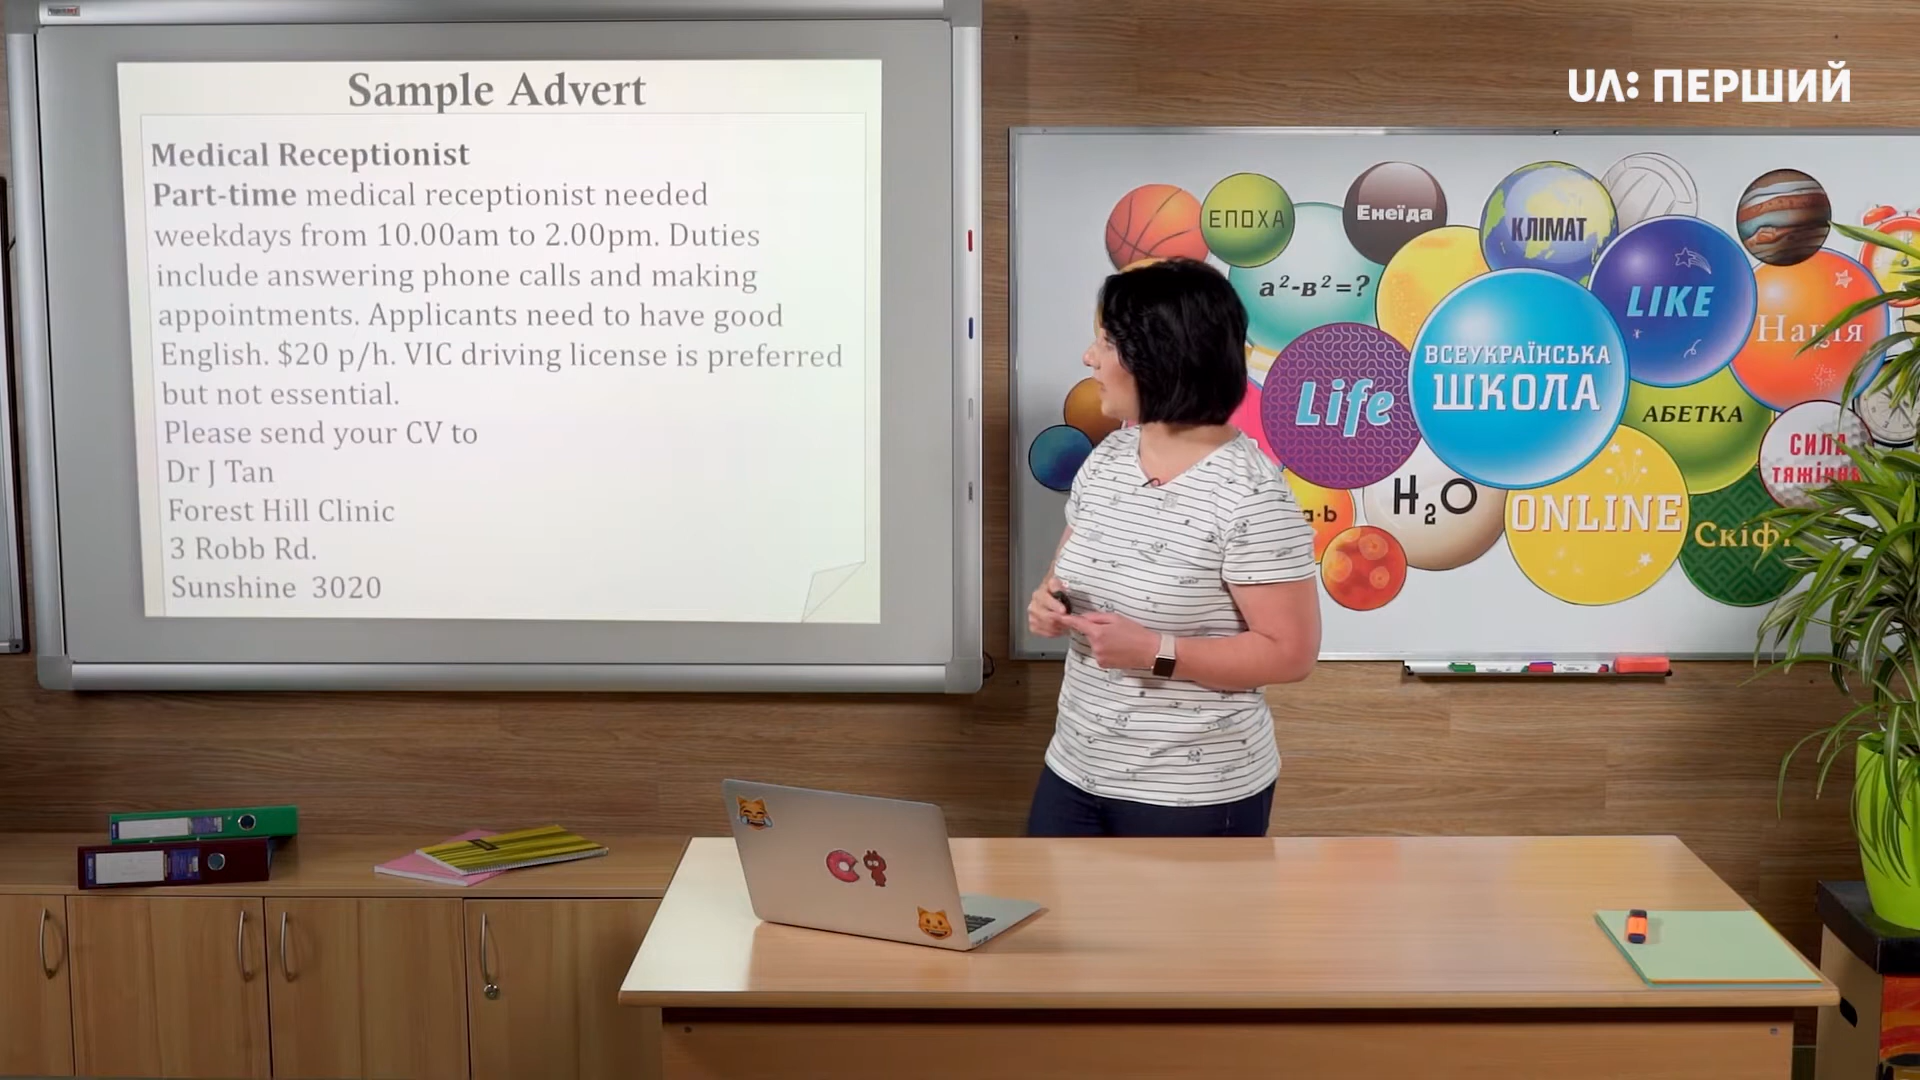 Sample Advert
Medical Receptionist
Part-time medical receptionist needed
weekdays from 10.00am to 2.00pm. Duties
include answering phone calls and making
appointments. Applicants need to have good
English. $20 p/h. VIC driving license is preferred
but not essential.
Please send your CV to
Dr J Tan
Forest Hill Clinic
3 Robb Rd.
Sunshine 3020
UA: ПЕРШИЙ
ЕПОХА
Енеїда
КЛІМАТ
a²-в²=?
LIKE
Нація
Life
ВСЕУКРАЇНСЬКА
ШКОЛА
АБЕТКА
СИЛА
ТЯЖІННЯ
a·b
H₂O
ONLINE